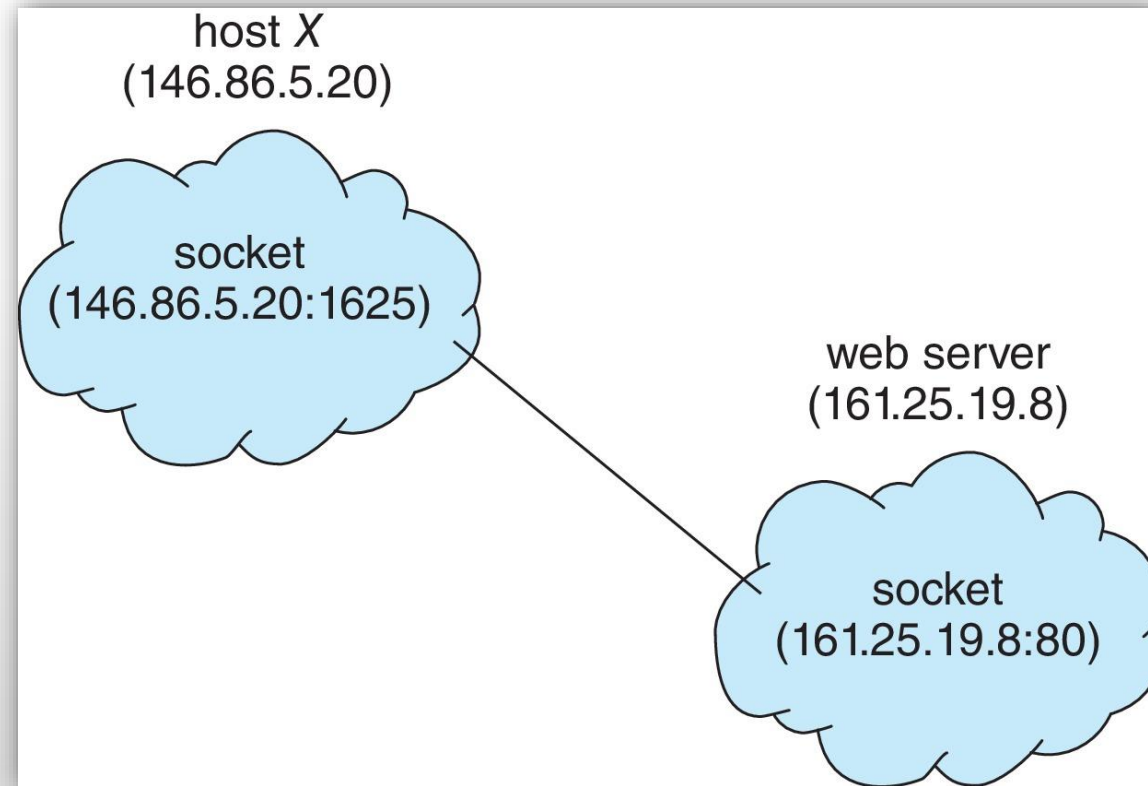 host X
(146.86.5.20)
socket
(146.86.5.20:1625)
web server
(161.25.19.8)
socket
(161.25.19.8:80)